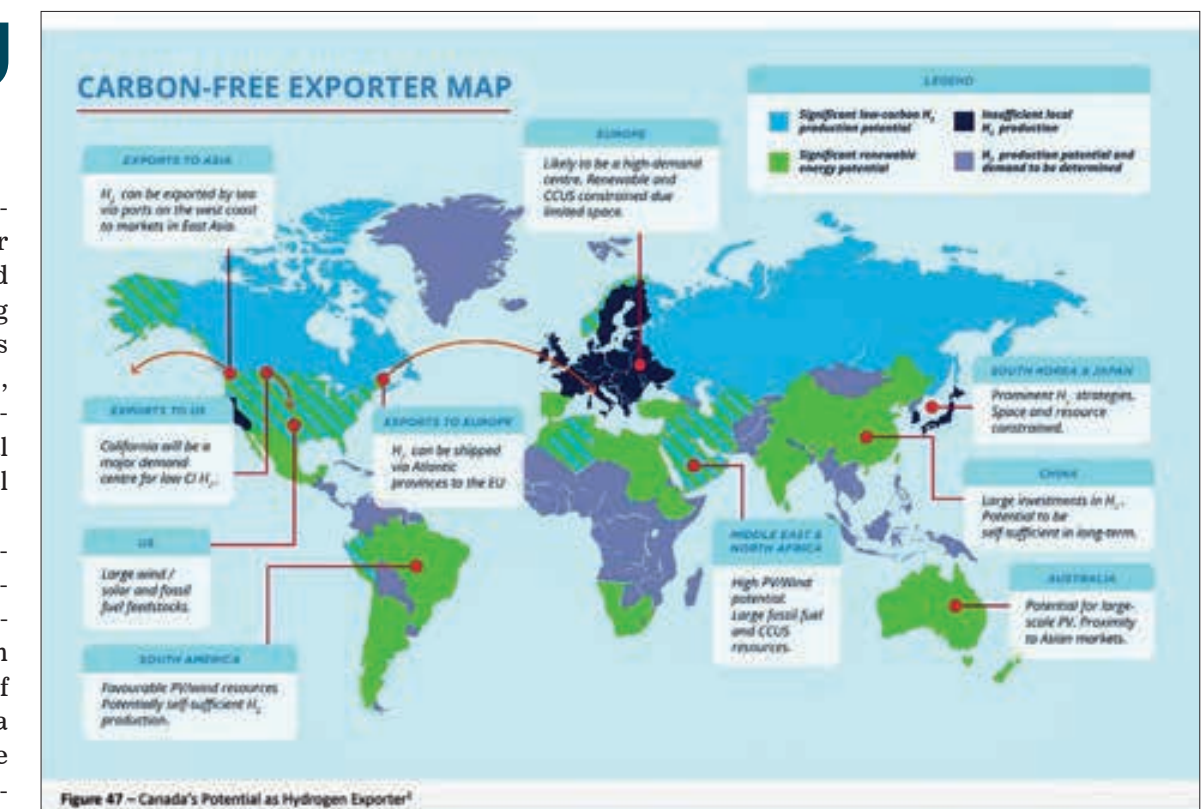 CARBON-FREE EXPORTER MAP
LEGEND
Significant low-carbon H₂
production potential
Significant renewable
energy potential
Insufficient local
H₂ production
H₂ production potential and
demand to be determined
EXPORTS TO ASIA
H₂ can be exported by sea
via ports on the west coast
to markets in East Asia.
EUROPE
Likely to be a high-demand
centre. Renewable and
CCUS constrained due
limited space.
EXPORTS TO US
California will be a
major demand
centre for low CI H₂.
EXPORTS TO EUROPE
H₂ can be shipped
via Atlantic
provinces to the EU
SOUTH KOREA & JAPAN
Prominent H₂ strategies.
Space and resource
constrained.
CHINA
Large investments in H₂.
Potential to be
self-sufficient in long-term.
US
Large wind /
solar and fossil
fuel feedstocks.
MIDDLE EAST &
NORTH AFRICA
High PV/Wind
potential.
Large fossil fuel
and CCUS
resources.
AUSTRALIA
Potential for large-
scale PV. Proximity
to Asian markets.
SOUTH AMERICA
Favourable PV/wind resources
Potentially self-sufficient H₂
production.
Figure 47 – Canada's Potential as Hydrogen Exporter